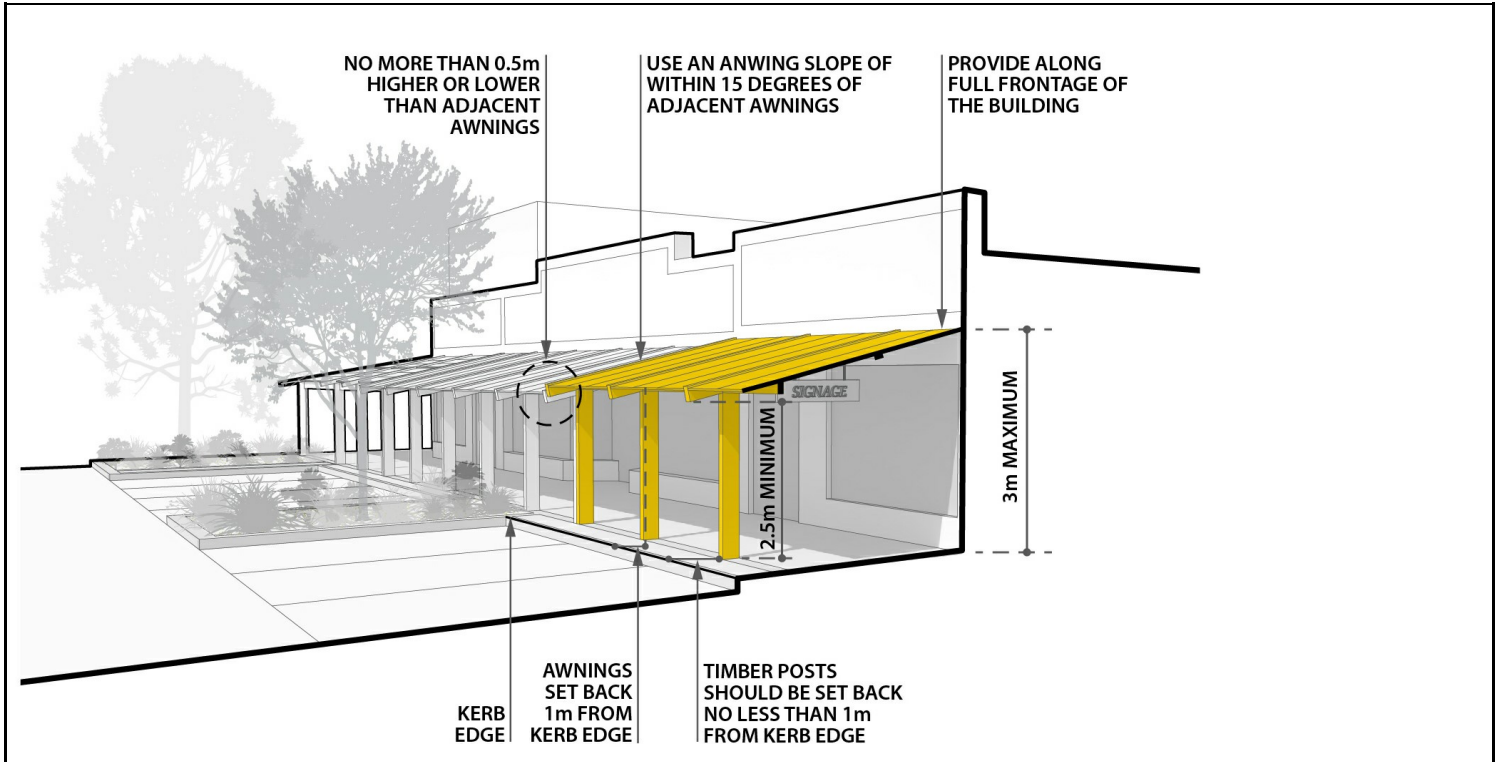 NO MORE THAN 0.5m
HIGHER OR LOWER
THAN ADJACENT
AWNINGS
USE AN ANWING SLOPE OF
WITHIN 15 DEGREES OF
ADJACENT AWNINGS
PROVIDE ALONG
FULL FRONTAGE OF
THE BUILDING
SIGNAGE
2.5m MINIMUM
3m MAXIMUM
KERB
EDGE
AWNINGS
SET BACK
1m FROM
KERB EDGE
TIMBER POSTS
SHOULD BE SET BACK
NO LESS THAN 1m
FROM KERB EDGE